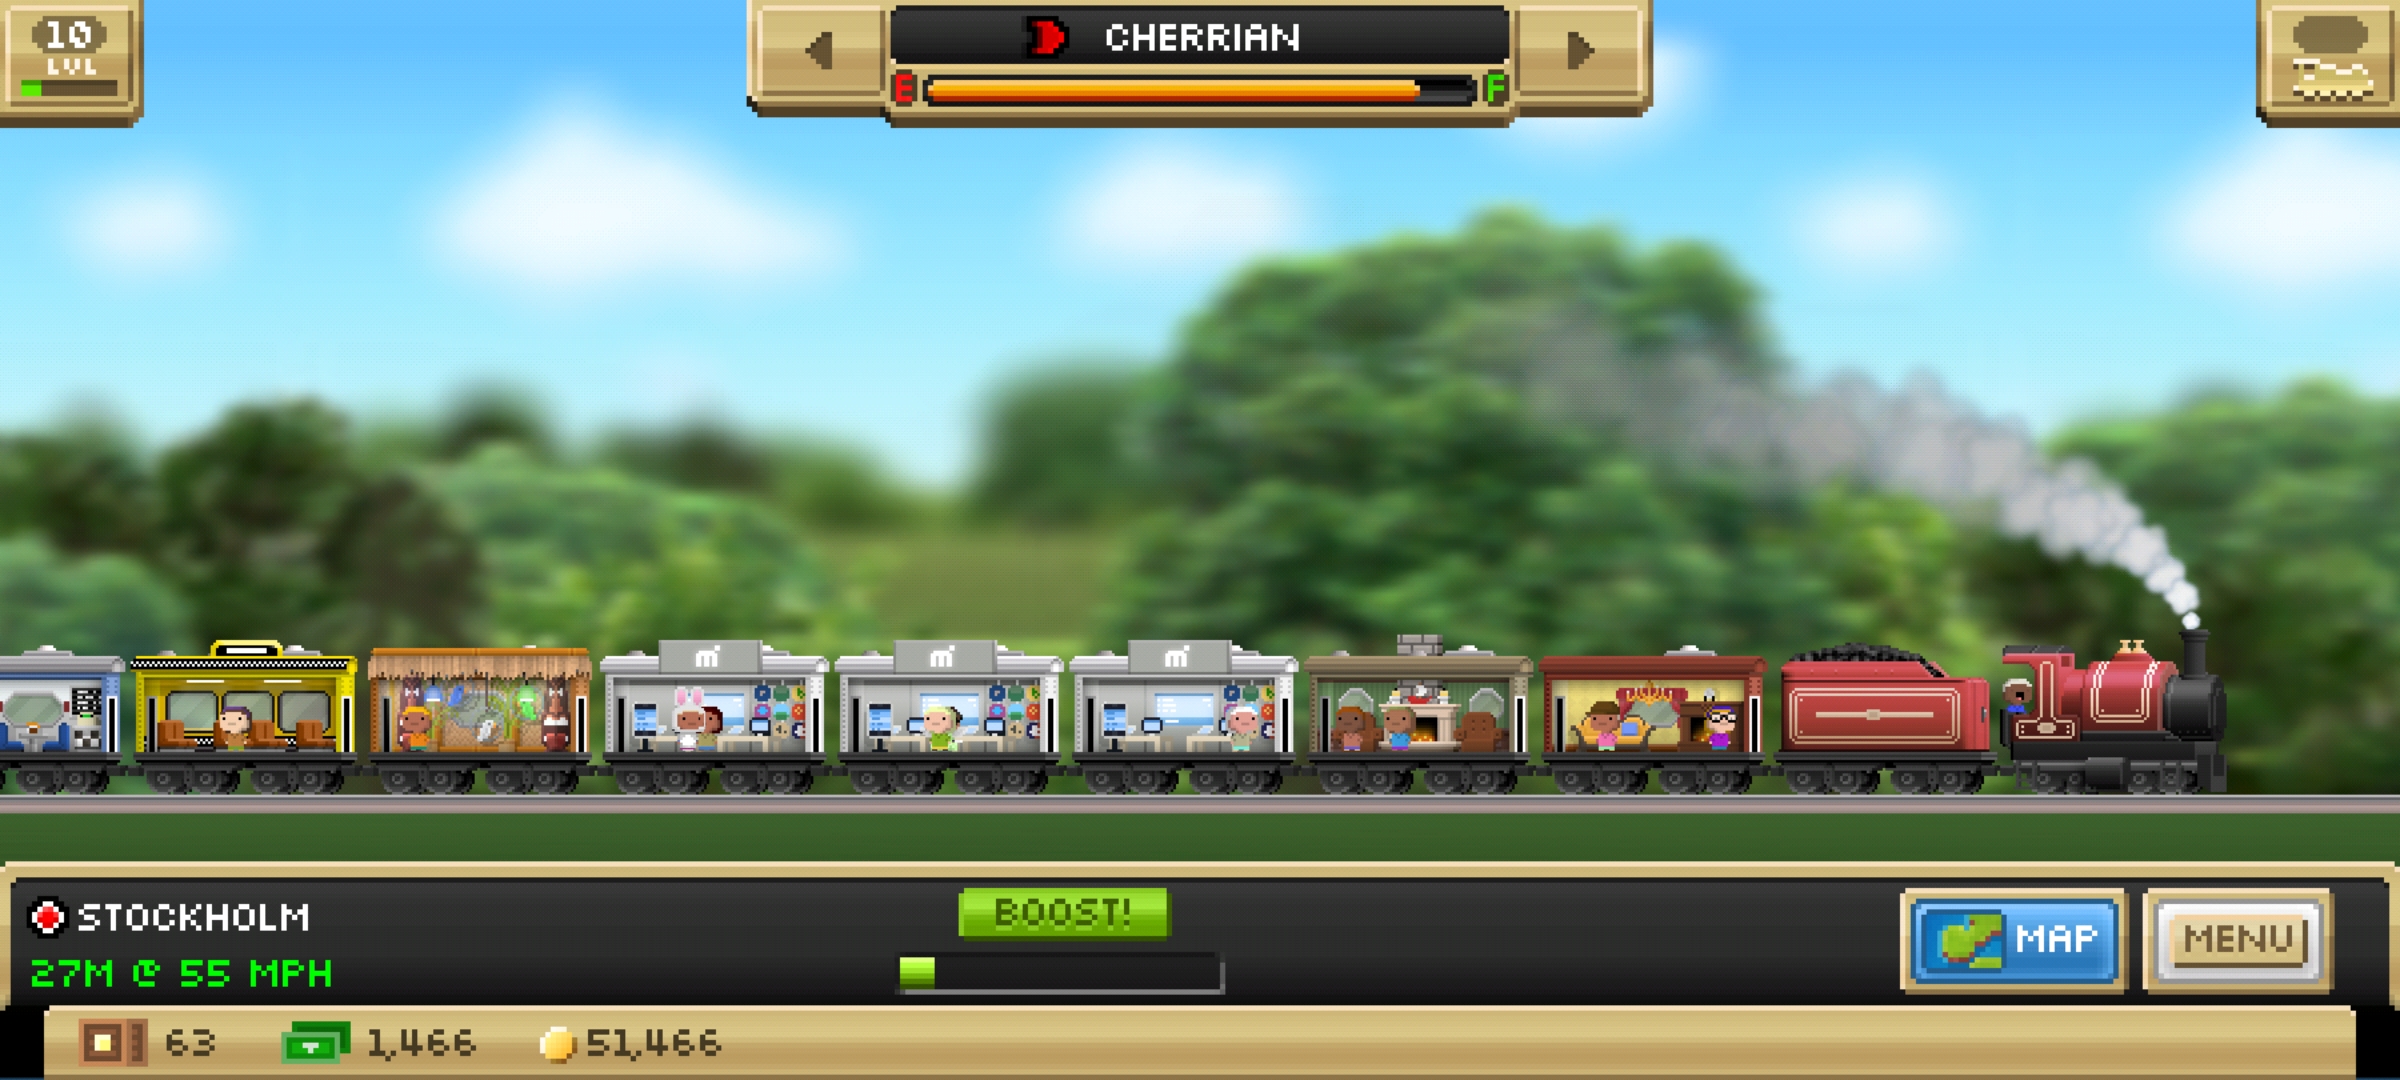 10
LVL
CHERRIAN
E F
m m m
STOCKHOLM
27M @ 55 MPH
BOOST!
MAP
MENU
63 1,466 51,466